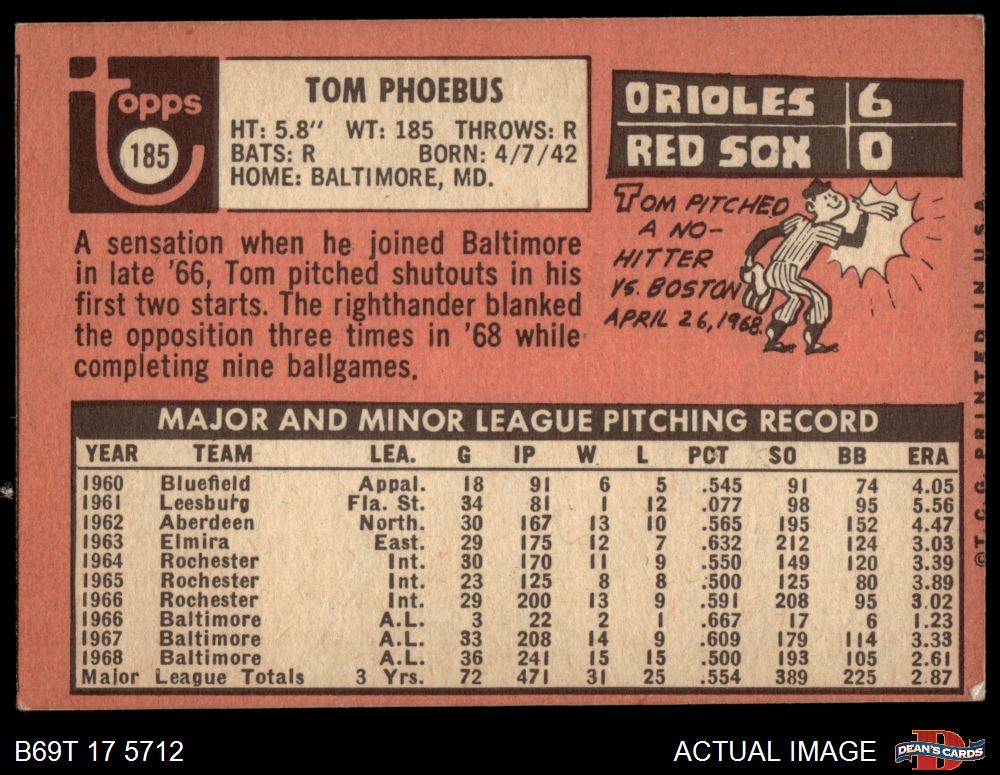 Topps
185
TOM PHOEBUS
HT: 5.8" WT: 185 THROWS: R
BATS: R BORN: 4/7/42
HOME: BALTIMORE, MD.
A sensation when he joined Baltimore
in late '66, Tom pitched shutouts in his
first two starts. The righthander blanked
the opposition three times in '68 while
completing nine ballgames.
ORIOLES 6
RED SOX 0
TOM PITCHED
A NO-
HITTER
VS. BOSTON
APRIL 26, 1968.
MAJOR AND MINOR LEAGUE PITCHING RECORD
YEAR TEAM LEA. G IP W L PCT SO BB ERA
1960 Bluefield Appal. 18 91 6 5 .545 91 74 4.05
1961 Leesburg Fla. St. 34 81 1 12 .077 98 95 5.56
1962 Aberdeen North. 30 167 13 10 .565 195 152 4.47
1963 Elmira East. 29 175 12 7 .632 212 124 3.03
1964 Rochester Int. 30 170 11 9 .550 149 120 3.39
1965 Rochester Int. 23 125 8 8 .500 125 80 3.89
1966 Rochester Int. 29 200 13 9 .591 208 95 3.02
1966 Baltimore A.L. 3 22 2 1 .667 17 6 1.23
1967 Baltimore A.L. 33 208 14 9 .609 179 114 3.33
1968 Baltimore A.L. 36 241 15 15 .500 193 105 2.61
Major League Totals 3 Yrs. 72 471 31 25 .554 389 225 2.87
© T. C. G. PRINTED IN U.S.A.
B69T 17 5712
ACTUAL IMAGE
D
DEAN'S CARDS